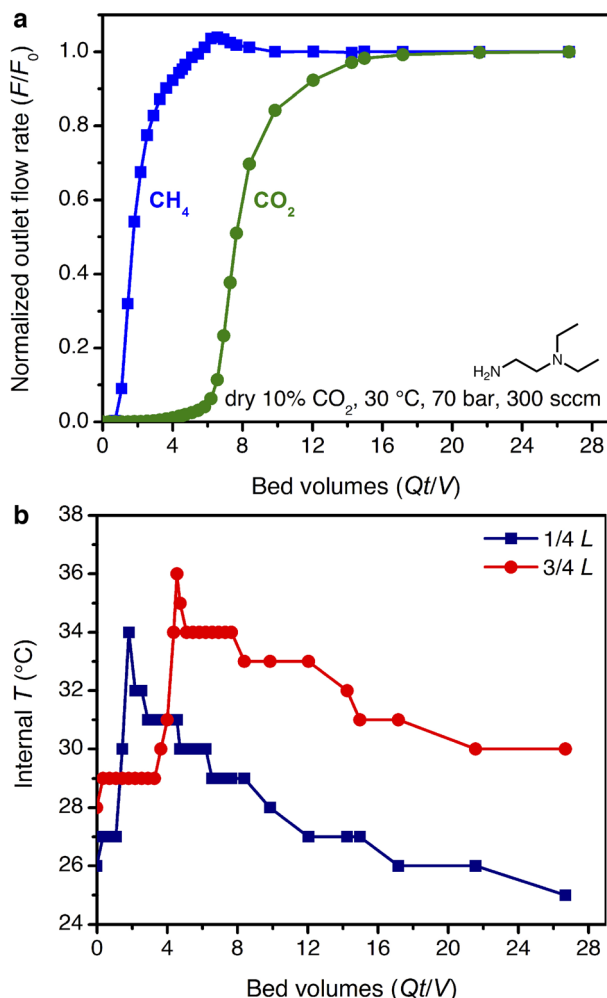 a
Normalized outlet flow rate (F/F₀)
1.0
0.8
0.6
0.4
0.2
0.0
CH₄
CO₂
H₂N
N
dry 10% CO₂, 30 °C, 70 bar, 300 sccm
0 4 8 12 16 20 24 28
Bed volumes (Qt/V)
b
Internal T (°C)
38
36
34
32
30
28
26
24
1/4 L
3/4 L
0 4 8 12 16 20 24 28
Bed volumes (Qt/V)